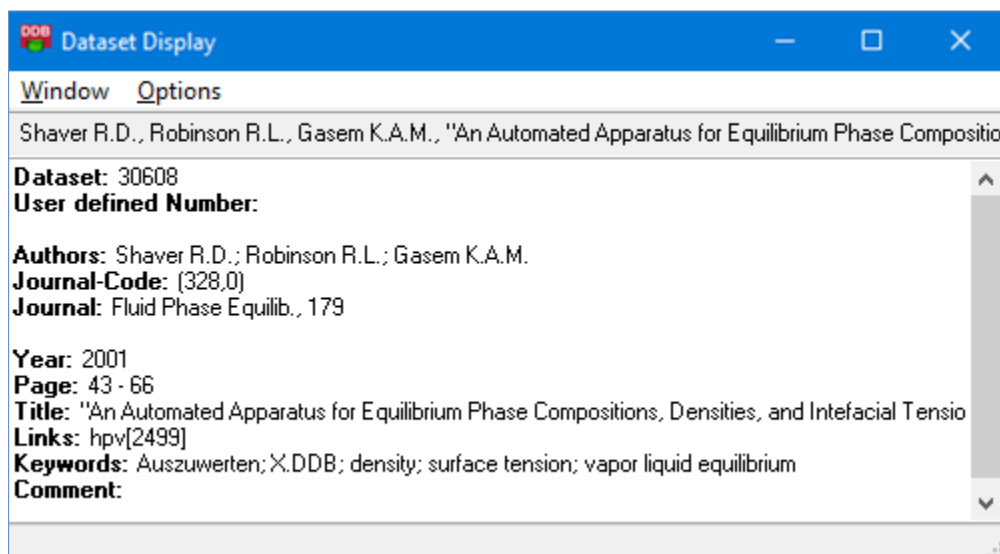 DDB Dataset Display
Window Options
Shaver R.D., Robinson R.L., Gasem K.A.M., "An Automated Apparatus for Equilibrium Phase Compositio
Dataset: 30608
User defined Number:
Authors: Shaver R.D.; Robinson R.L.; Gasem K.A.M.
Journal-Code: (328,0)
Journal: Fluid Phase Equilib., 179
Year: 2001
Page: 43 - 66
Title: "An Automated Apparatus for Equilibrium Phase Compositions, Densities, and Intefacial Tensio
Links: hpv[2499]
Keywords: Auszuwerten; X.DDB; density; surface tension; vapor liquid equilibrium
Comment: